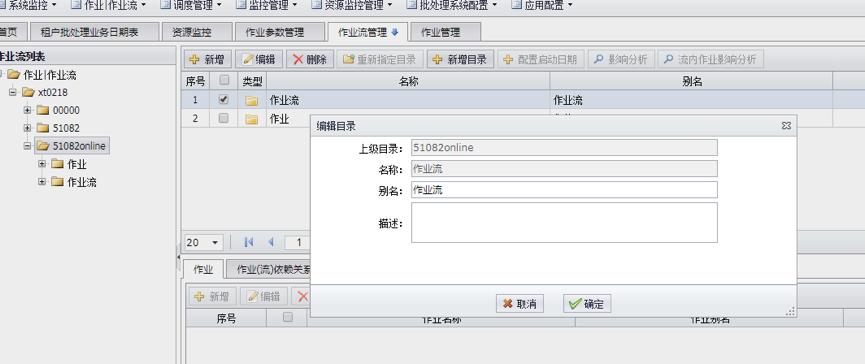 系统监控 作业|作业流 调度管理 监控管理 资源监控管理 批处理系统配置 应用配置
首页 租户批处理业务日期表 资源监控 作业参数管理 作业流管理 作业管理
作业流列表
作业|作业流
xt0218
00000
51082
51082online
作业
作业流
新增 编辑 删除 重新指定目录 新增目录 配置启动日期 影响分析 流内作业影响分析
序号 类型 名称 别名
1 作业流 作业流
2 作业
编辑目录
上级目录: 51082online
名称: 作业流
别名: 作业流
描述:
取消 确定
20 1
作业 作业(流)依赖关系
新增 编辑
序号 作业名称 作业别名